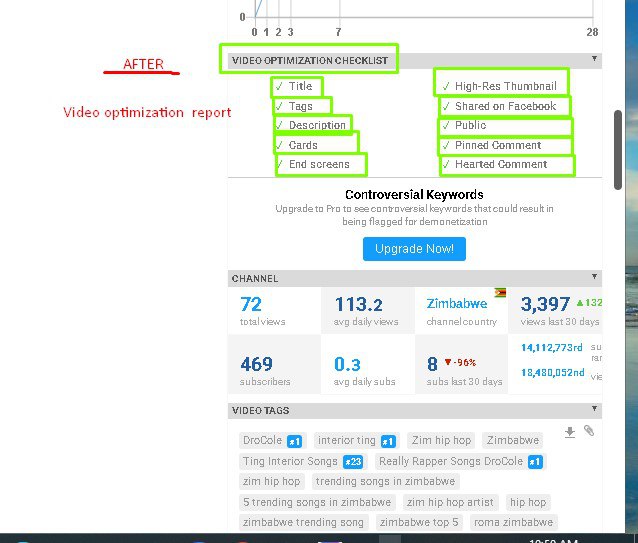 0
0 1 2 3 7 28
AFTER
VIDEO OPTIMIZATION CHECKLIST
✓ Title
✓ High-Res Thumbnail
✓ Tags
✓ Shared on Facebook
Video optimization report
✓ Description
✓ Public
✓ Cards
✓ Pinned Comment
✓ End screens
✓ Hearted Comment
Controversial Keywords
Upgrade to Pro to see controversial keywords that could result in
being flagged for demonetization
Upgrade Now!
CHANNEL
72
total views
113.2
avg daily views
Zimbabwe
channel country
3,397 ▲132
views last 30 days
469
subscribers
0.3
avg daily subs
8 ▼-96%
subs last 30 days
14,112,773rd su
rar
18,480,052nd vie
VIDEO TAGS
DroCole #1 interior ting #1 Zim hip hop Zimbabwe
Ting Interior Songs #23 Really Rapper Songs DroCole #1
zim hip hop trending songs in zimbabwe
5 trending songs in zimbabwe zim hip hop artist hip hop
zimbabwe trending song zimbabwe top 5 roma zimbabwe